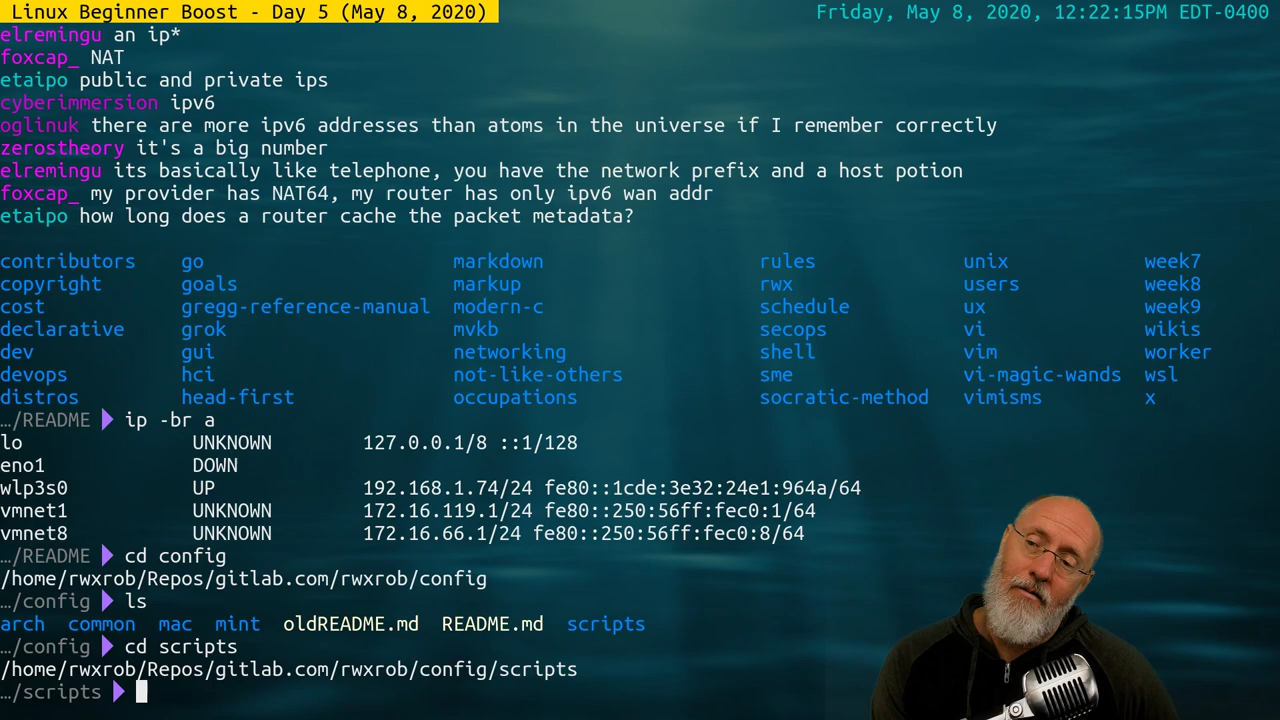 Linux Beginner Boost - Day 5 (May 8, 2020) Friday, May 8, 2020, 12:22:15PM EDT-0400
elremingu an ip*
foxcap_ NAT
etaipo public and private ips
cyberimmersion ipv6
oglinuk there are more ipv6 addresses than atoms in the universe if I remember correctly
zerostheory it's a big number
elremingu its basically like telephone, you have the network prefix and a host potion
foxcap_ my provider has NAT64, my router has only ipv6 wan addr
etaipo how long does a router cache the packet metadata?
contributors go markdown rules unix week7
copyright goals markup rwx users week8
cost gregg-reference-manual modern-c schedule ux week9
declarative grok mvkb secops vi wikis
dev gui networking shell vim worker
devops hci not-like-others sme vi-magic-wands wsl
distros head-first occupations socratic-method vimisms x
…/README ip -br a
lo UNKNOWN 127.0.0.1/8 ::1/128
eno1 DOWN
wlp3s0 UP 192.168.1.74/24 fe80::1cde:3e32:24e1:964a/64
vmnet1 UNKNOWN 172.16.119.1/24 fe80::250:56ff:fec0:1/64
vmnet8 UNKNOWN 172.16.66.1/24 fe80::250:56ff:fec0:8/64
…/README cd config
/home/rwxrob/Repos/gitlab.com/rwxrob/config
…/config ls
arch common mac mint oldREADME.md README.md scripts
…/config cd scripts
/home/rwxrob/Repos/gitlab.com/rwxrob/config/scripts
…/scripts